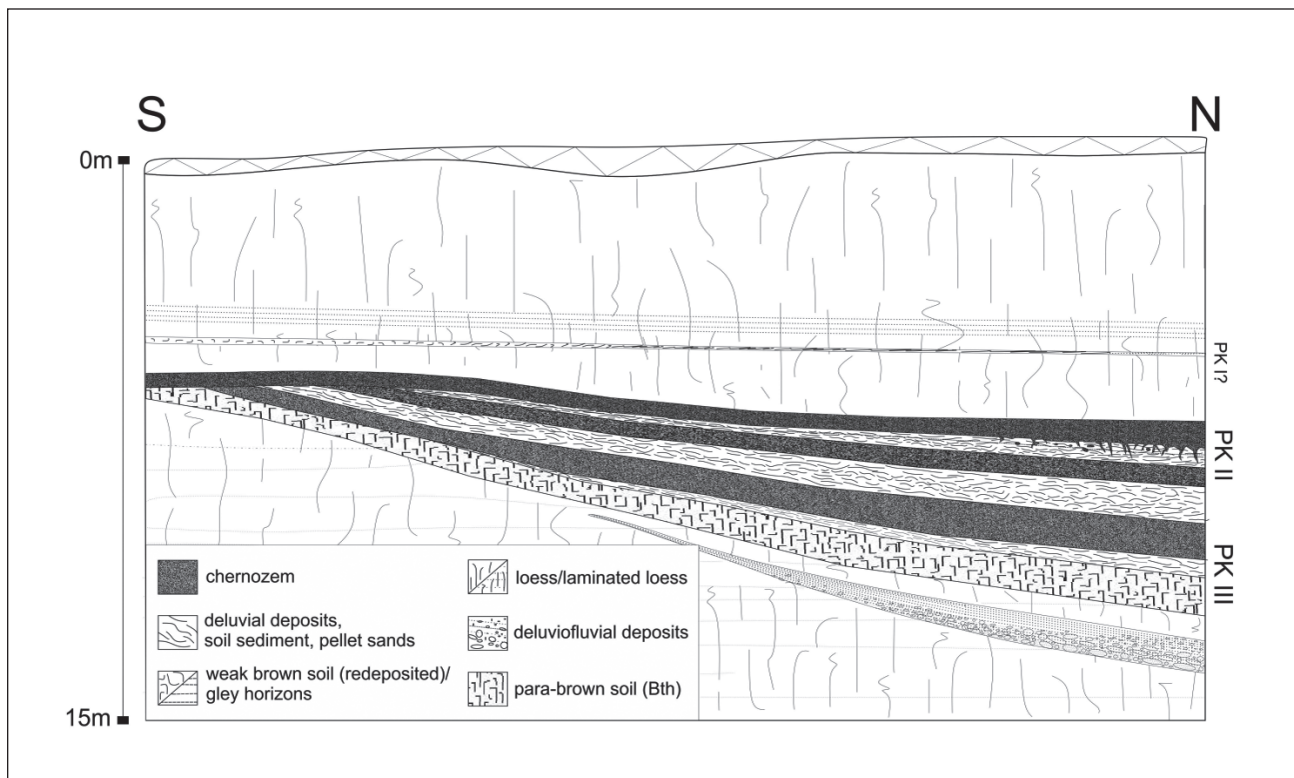 S
N
0m
PK I?
PK II
PK III
chernozem
deluvial deposits,
soil sediment, pellet sands
weak brown soil (redeposited)/
gley horizons
loess/laminated loess
deluviofluvial deposits
para-brown soil (Bth)
15m